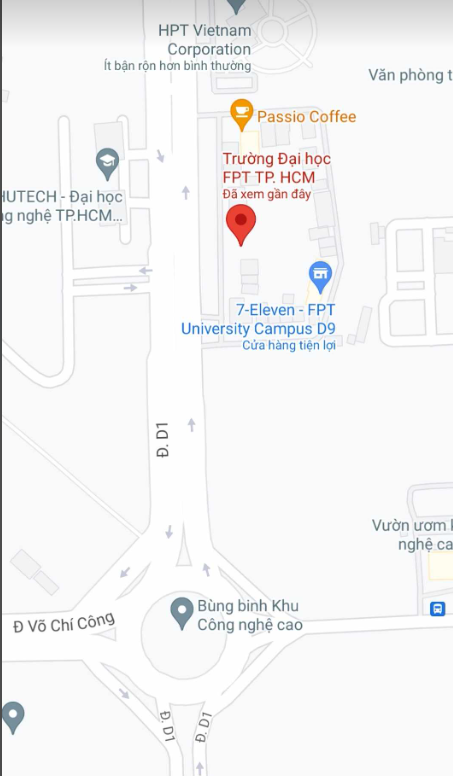 HPT Vietnam
Corporation
Ít bận rộn hơn bình thường
Văn phòng t
Passio Coffee
Trường Đại học
FPT TP. HCM
Đã xem gần đây
HUTECH - Đại học
g nghệ TP.HCM...
7-Eleven - FPT
University Campus D9
Cửa hàng tiện lợi
Đ. D1
Vườn ươm
nghệ ca
Bùng binh Khu
Công nghệ cao
Đ Võ Chí Công
Đ. D1
Đ. D1